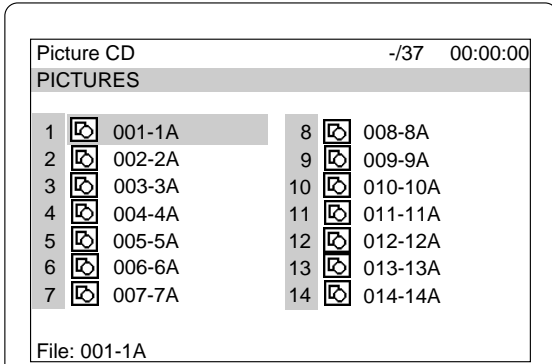 Picture CD -/37 00:00:00
PICTURES
1 001-1A
2 002-2A
3 003-3A
4 004-4A
5 005-5A
6 006-6A
7 007-7A
8 008-8A
9 009-9A
10 010-10A
11 011-11A
12 012-12A
13 013-13A
14 014-14A
File: 001-1A